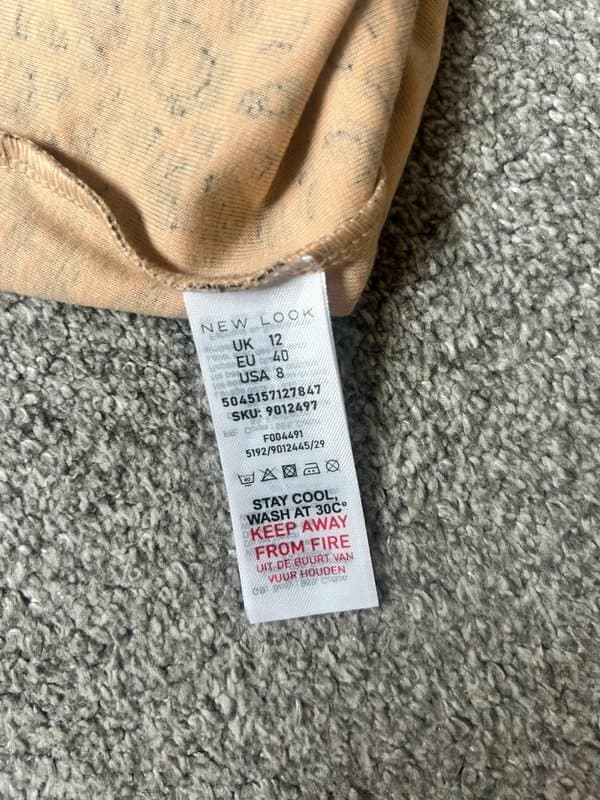 NEW LOOK
UK 12
EU 40
USA 8
5045157127847
SKU: 9012497
F004491
5192/9012445/29
40
STAY COOL,
WASH AT 30C°
KEEP AWAY
FROM FIRE
UIT DE BUURT VAN
VUUR HOUDEN